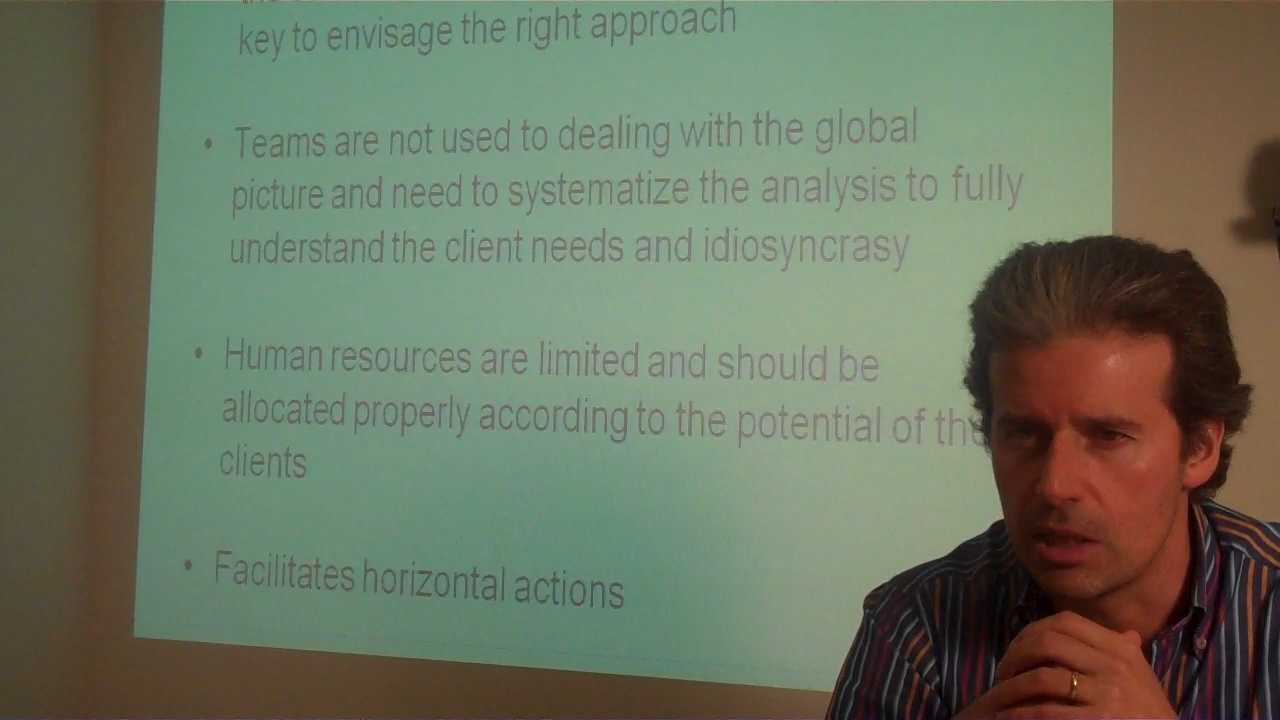 key to envisage the right approach
• Teams are not used to dealing with the global
picture and need to systematize the analysis to fully
understand the client needs and idiosyncrasy
• Human resources are limited and should be
allocated properly according to the potential of the
clients
• Facilitates horizontal actions